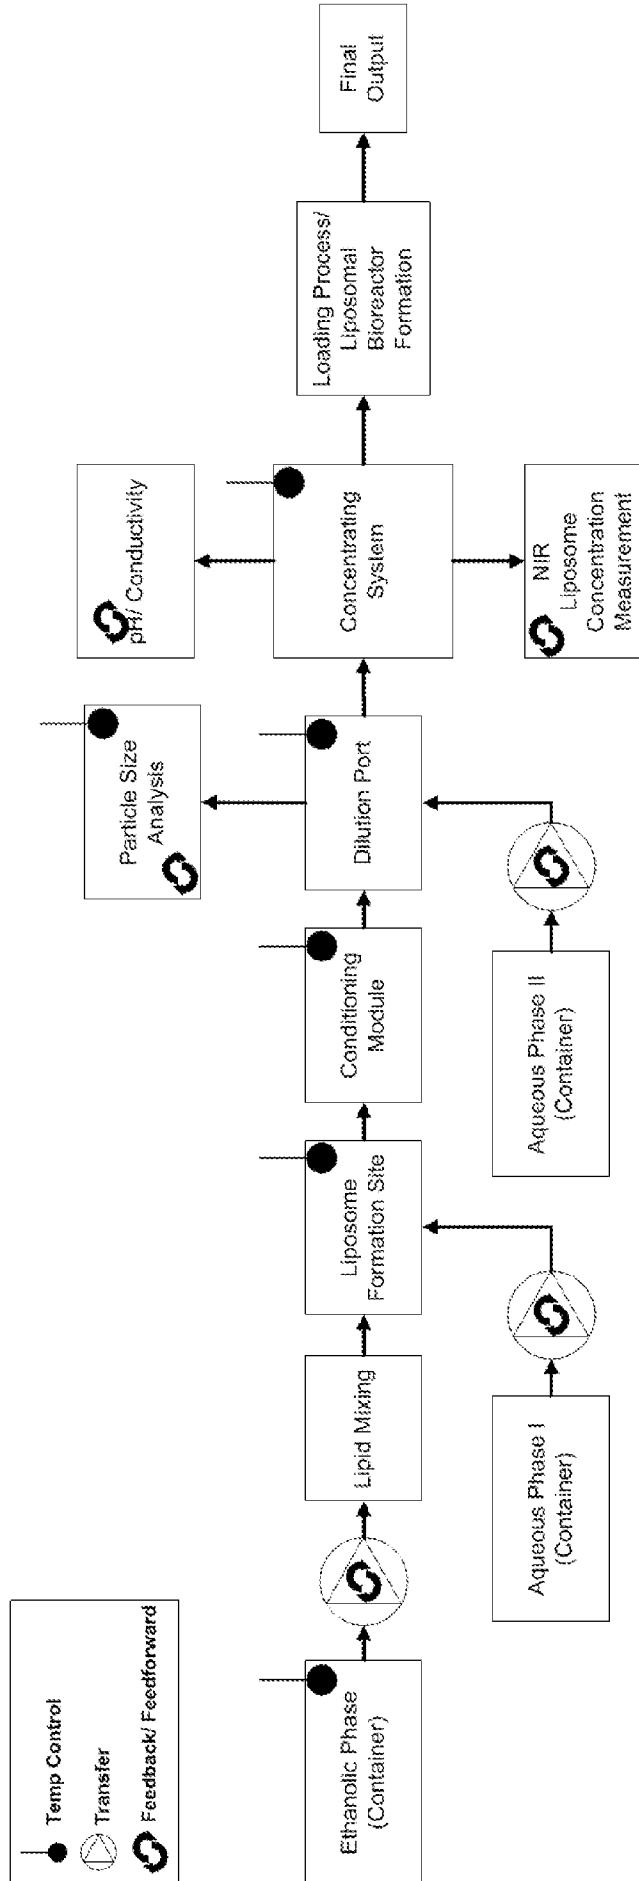 Temp Control
Transfer
Feedback/ Feedforward
Ethanolic Phase
(Container)
Lipid Mixing
Aqueous Phase I
(Container)
Liposome
Formation Site
Conditioning
Module
Aqueous Phase II
(Container)
Dilution Port
Particle Size
Analysis
Concentrating
System
pH/ Conductivity
NIR
Liposome
Concentration
Measurement
Loading Process/
Liposomal
Bioreactor
Formation
Final
Output